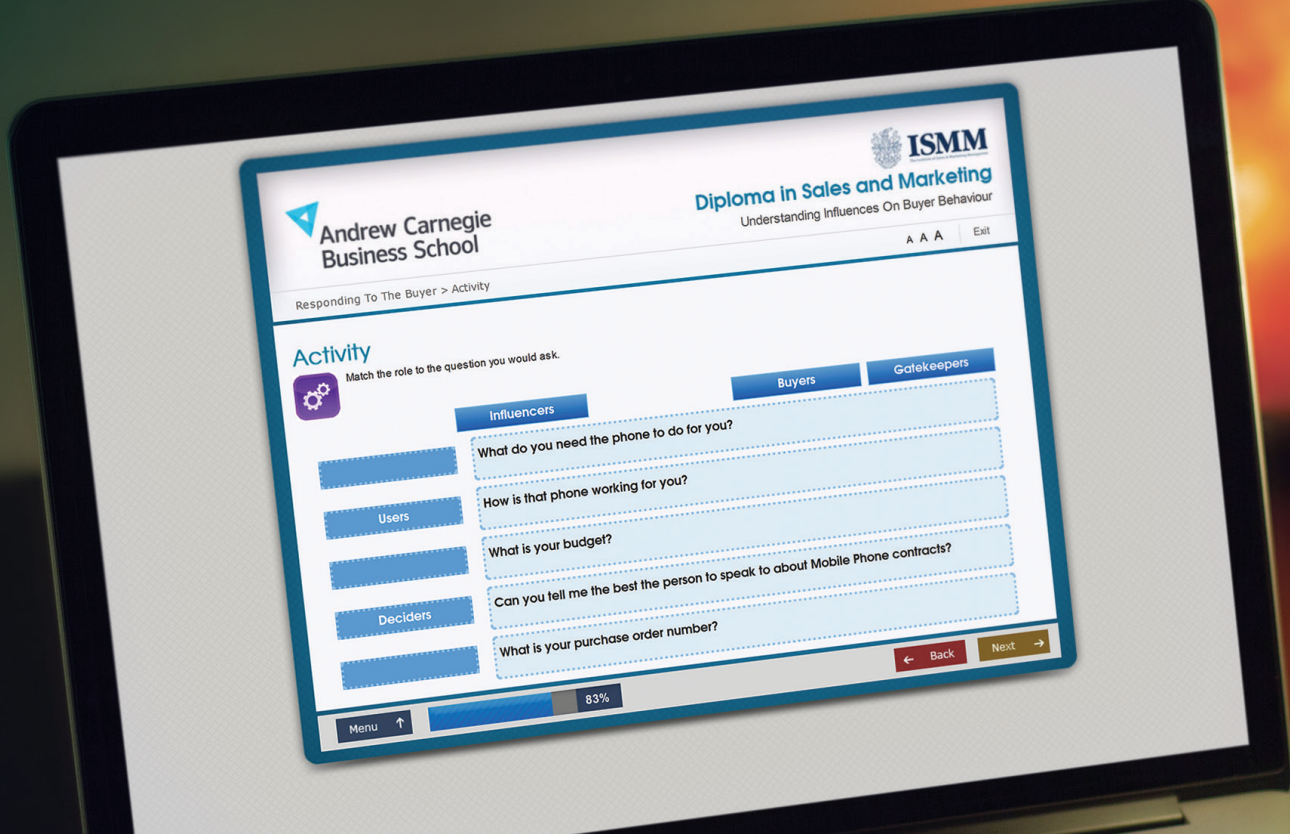 ISMM
Andrew Carnegie
Business School
Diploma in Sales and Marketing
Understanding Influences On Buyer Behaviour
A A A Exit
Responding To The Buyer > Activity
Activity
Match the role to the question you would ask.
Influencers
Buyers
Gatekeepers
What do you need the phone to do for you?
Users
How is that phone working for you?
What is your budget?
Deciders
Can you tell me the best the person to speak to about Mobile Phone contracts?
What is your purchase order number?
Menu ↑
83%
← Back
Next →